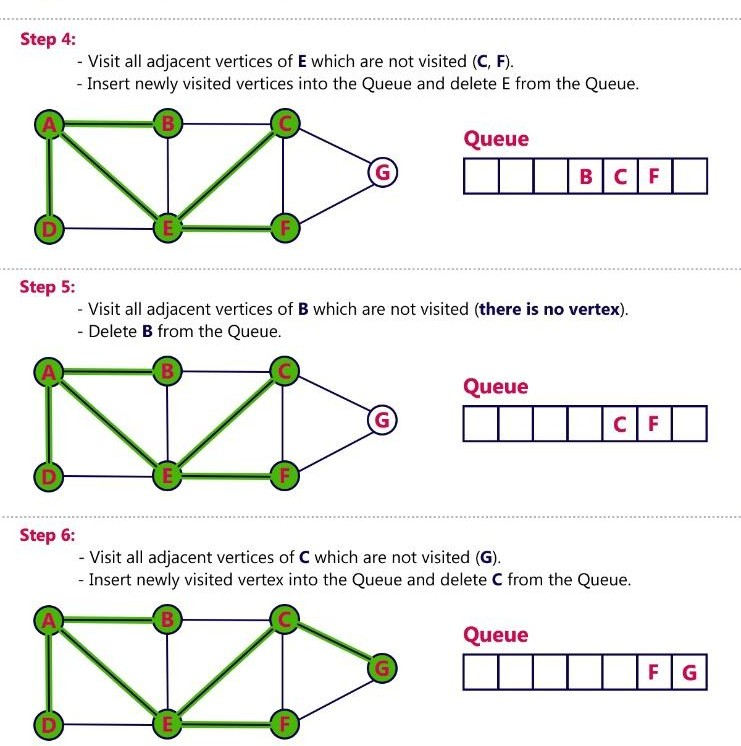 Step 4:
- Visit all adjacent vertices of E which are not visited (C, F).
- Insert newly visited vertices into the Queue and delete E from the Queue.
A B C
Queue
G
B C F
D E F
Step 5:
- Visit all adjacent vertices of B which are not visited (there is no vertex).
- Delete B from the Queue.
A B C
Queue
G
C F
D E F
Step 6:
- Visit all adjacent vertices of C which are not visited (G).
- Insert newly visited vertex into the Queue and delete C from the Queue.
A B C
Queue
G
F G
D E F